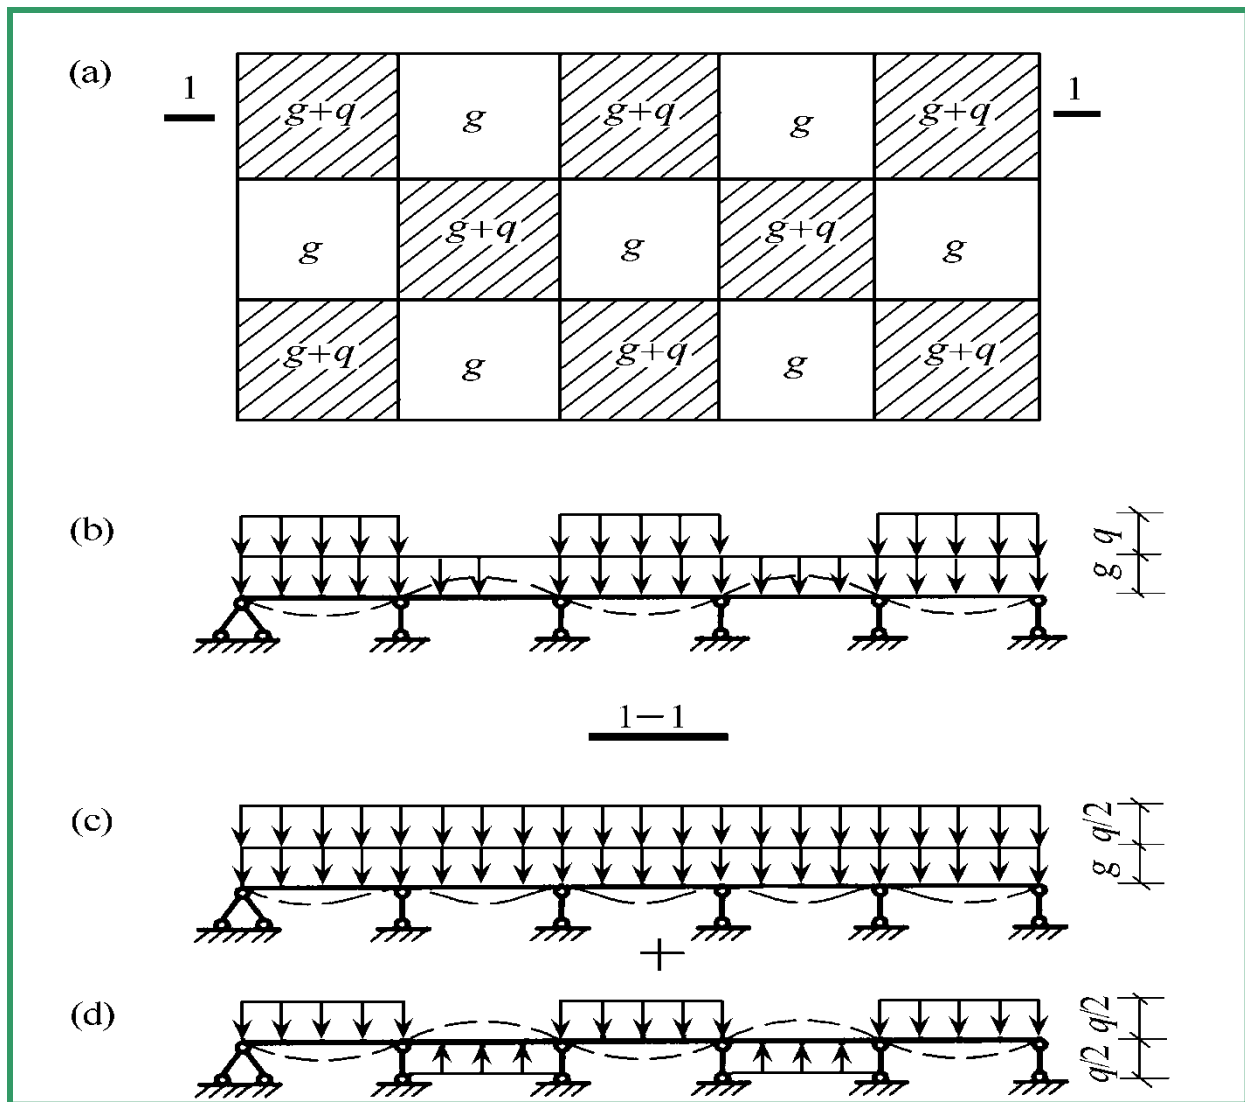 (a)
1
1
g+q g g+q g g+q
g g+q g g+q g
g+q g g+q g g+q
(b)
q
g
1—1
(c)
q/2
g
+
(d)
q/2
q/2